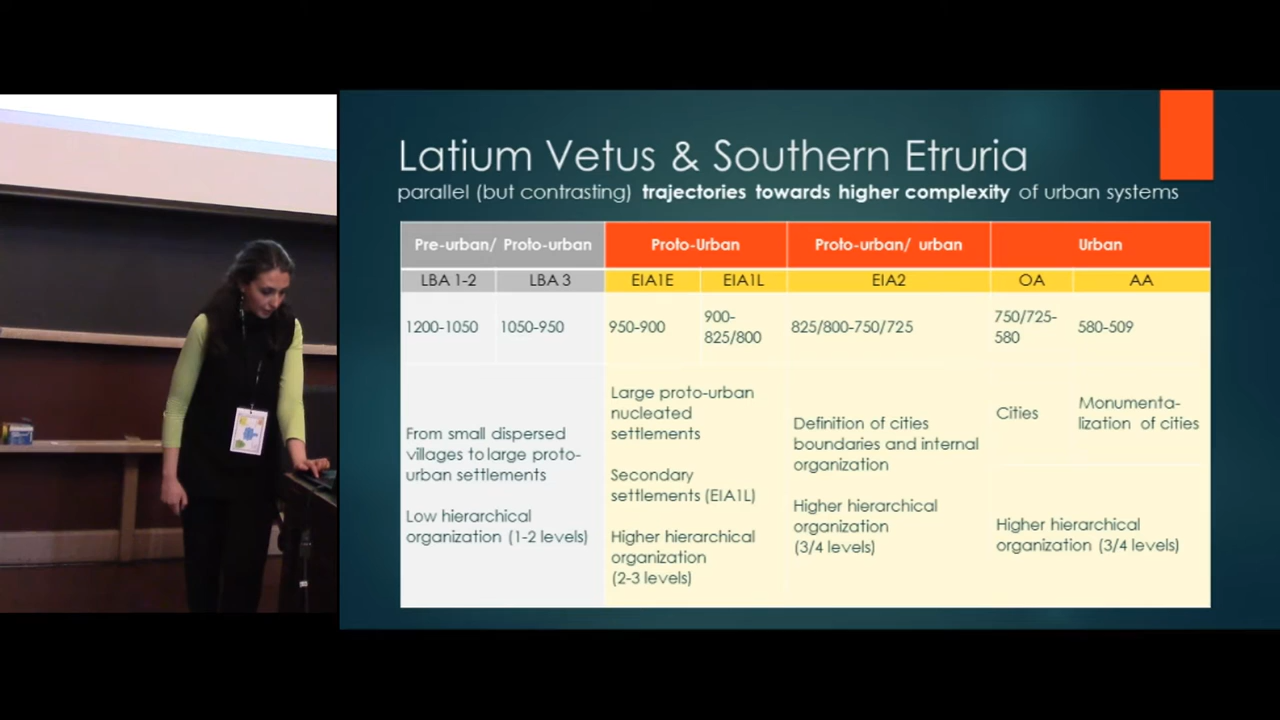 Latium Vetus & Southern Etruria
parallel (but contrasting) trajectories towards higher complexity of urban systems
Pre-urban/ Proto-urban
Proto-Urban
Proto-urban/ urban
Urban
LBA 1-2
LBA 3
EIA1E
EIA1L
EIA2
OA
AA
1200-1050
1050-950
950-900
900-
825/800
825/800-750/725
750/725-
580
580-509
From small dispersed
villages to large proto-
urban settlements
Low hierarchical
organization (1-2 levels)
Large proto-urban
nucleated
settlements
Secondary
settlements (EIA1L)
Higher hierarchical
organization
(2-3 levels)
Definition of cities
boundaries and internal
organization
Higher hierarchical
organization
(3/4 levels)
Cities
Monumenta-
lization of cities
Higher hierarchical
organization (3/4 levels)